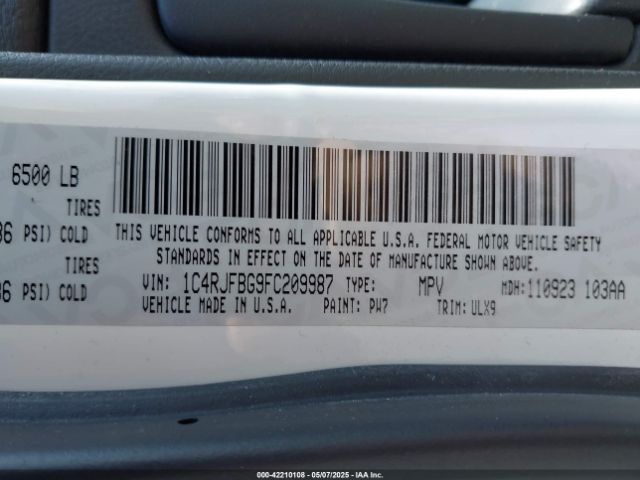 6500 LB
TIRES
PSI) COLD
TIRES
PSI) COLD
THIS VEHICLE CONFORMS TO ALL APPLICABLE U.S.A. FEDERAL MOTOR VEHICLE SAFETY
STANDARDS IN EFFECT ON THE DATE OF MANUFACTURE SHOWN ABOVE.
VIN: 1C4RJFBG9FC209987 TYPE: MPV MDH:110923 103AA
VEHICLE MADE IN U.S.A. PAINT: PW7 TRIM: ULX9
000-42210108 - 05/07/2025 - IAA Inc.